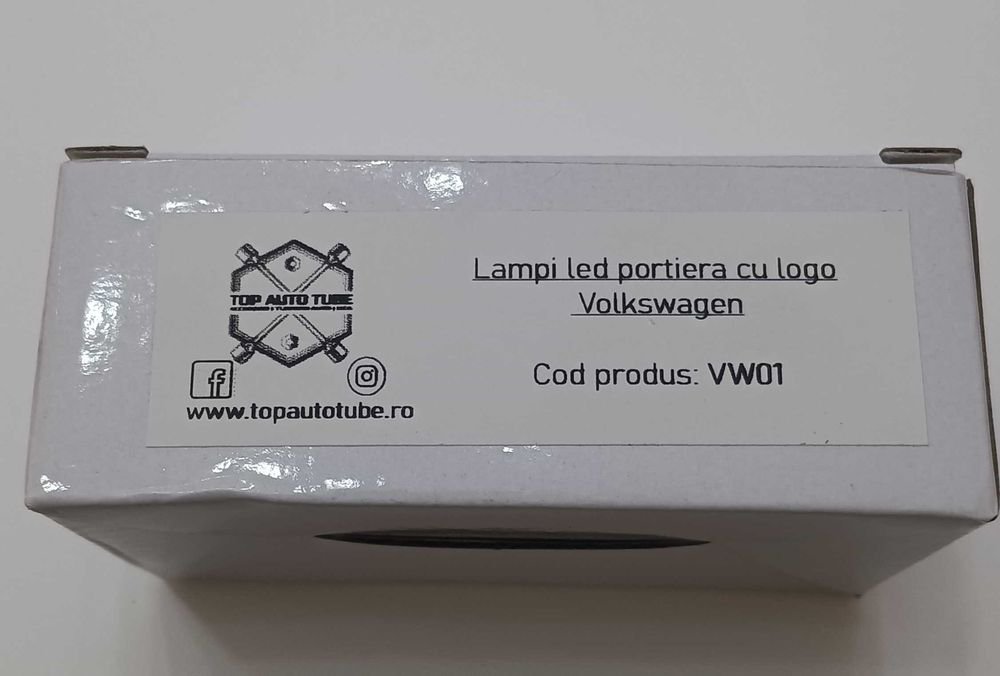 TOP AUTO TUBE
www.topautotube.ro
Lampi led portiera cu logo
Volkswagen
Cod produs: VW01